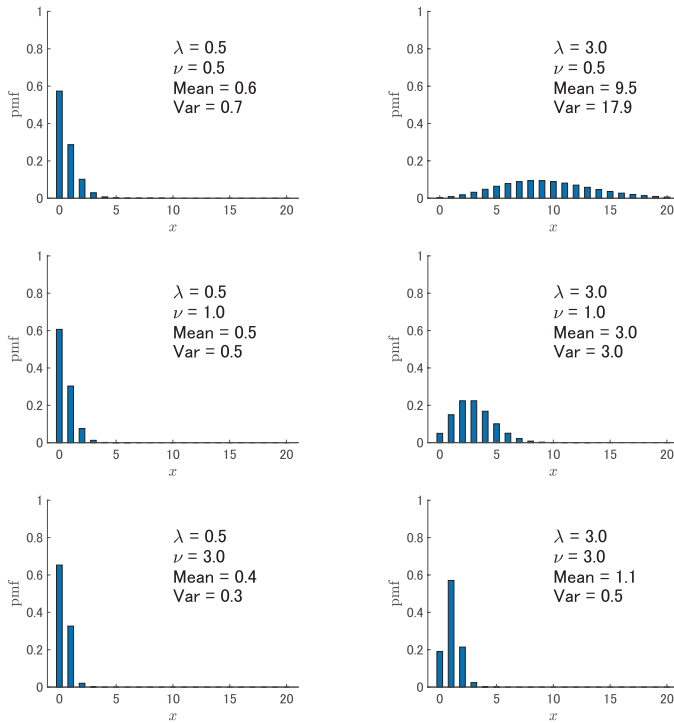 1
0.8
0.6
0.4
0.2
0
pmf
λ = 0.5
ν = 0.5
Mean = 0.6
Var = 0.7
0 5 10 15 20
x
1
0.8
0.6
0.4
0.2
0
pmf
λ = 3.0
ν = 0.5
Mean = 9.5
Var = 17.9
0 5 10 15 20
x
1
0.8
0.6
0.4
0.2
0
pmf
λ = 0.5
ν = 1.0
Mean = 0.5
Var = 0.5
0 5 10 15 20
x
1
0.8
0.6
0.4
0.2
0
pmf
λ = 3.0
ν = 1.0
Mean = 3.0
Var = 3.0
0 5 10 15 20
x
1
0.8
0.6
0.4
0.2
0
pmf
λ = 0.5
ν = 3.0
Mean = 0.4
Var = 0.3
0 5 10 15 20
x
1
0.8
0.6
0.4
0.2
0
pmf
λ = 3.0
ν = 3.0
Mean = 1.1
Var = 0.5
0 5 10 15 20
x